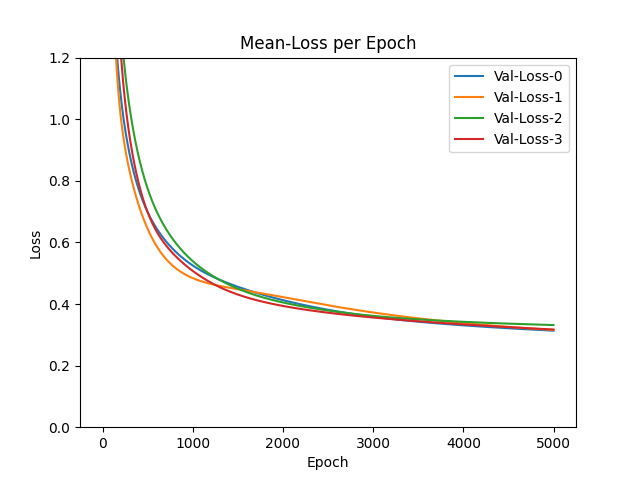 Mean-Loss per Epoch
1.2
1.0
0.8
0.6
0.4
0.2
0.0
Loss
Val-Loss-0
Val-Loss-1
Val-Loss-2
Val-Loss-3
0 1000 2000 3000 4000 5000
Epoch